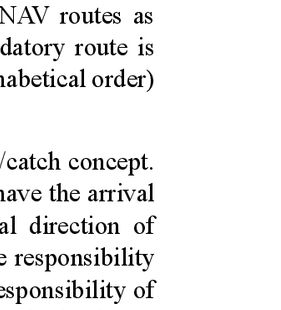 NAV routes as
datory route is
habetical order)
/catch concept.
have the arrival
al direction of
e responsibility
esponsibility of